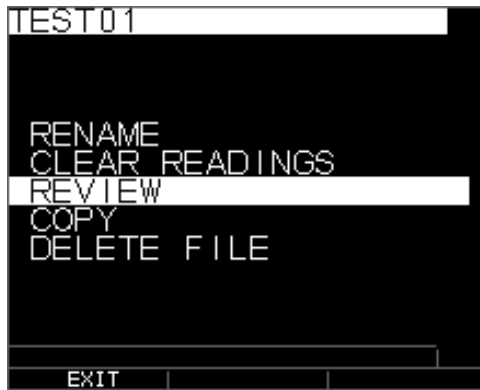 TEST01
RENAME
CLEAR READINGS
REVIEW
COPY
DELETE FILE
EXIT